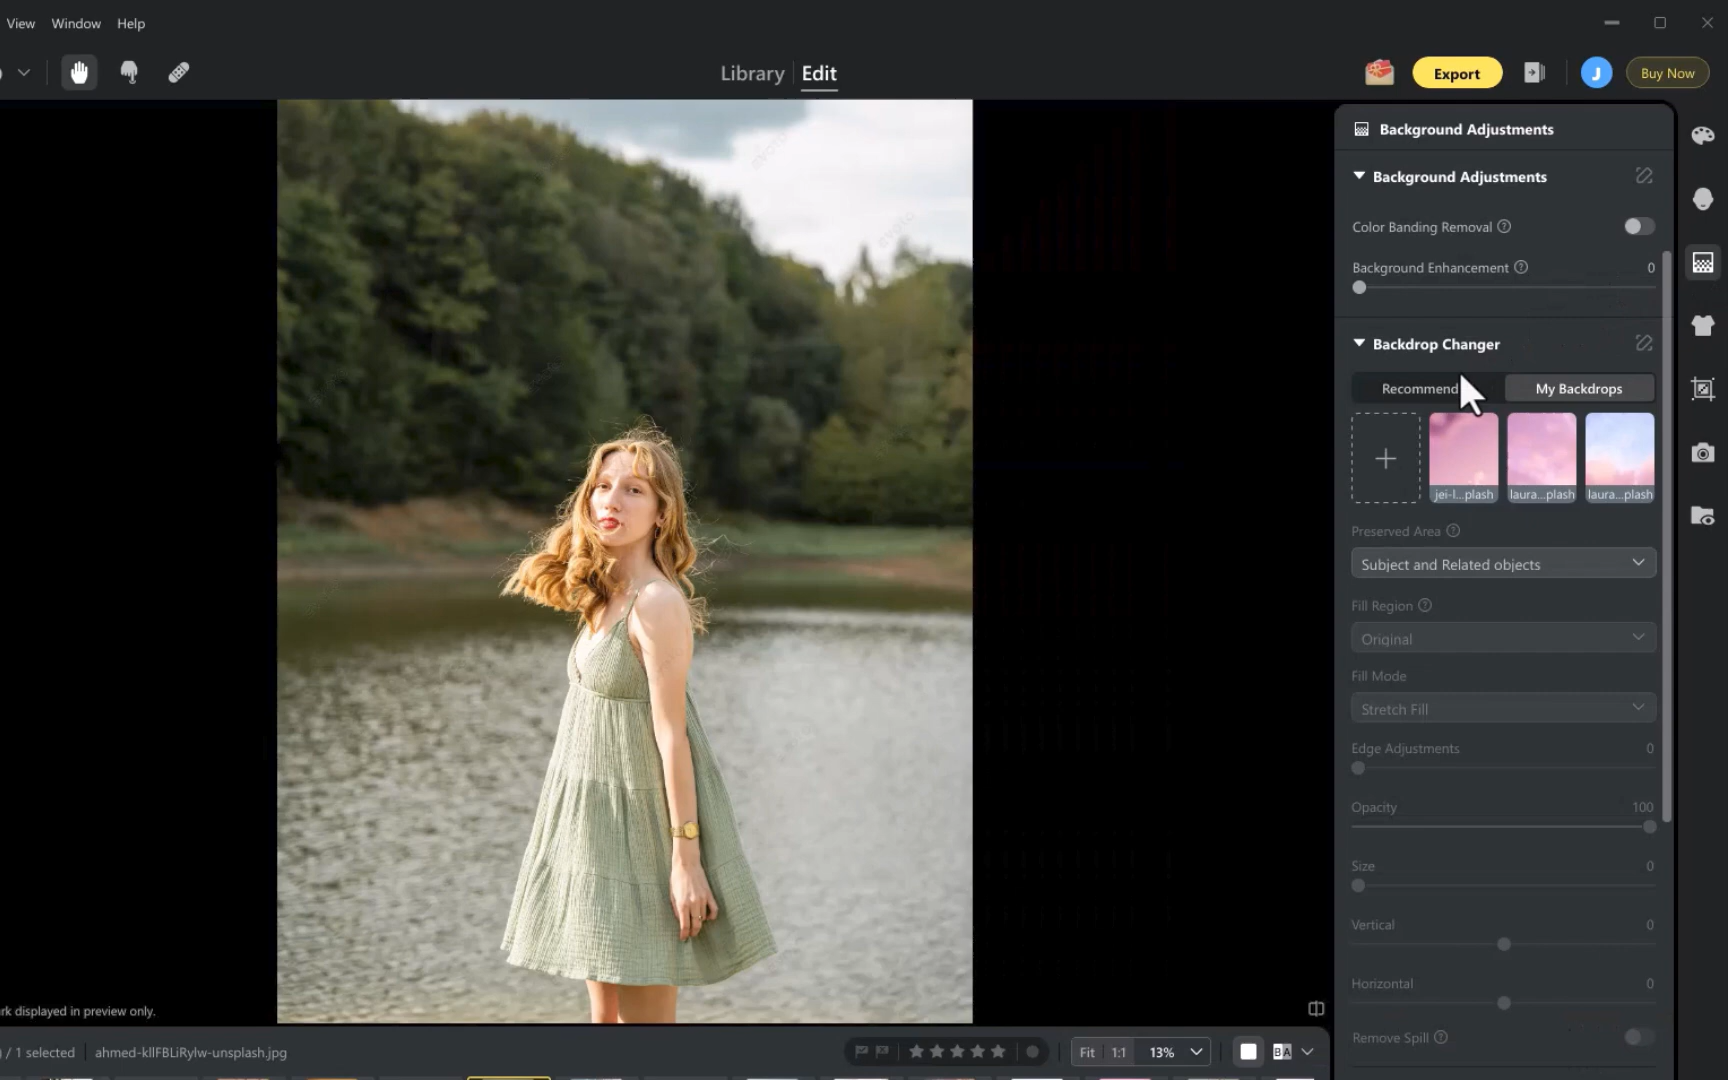 View Window Help
Library Edit
Export
J
Buy Now
Background Adjustments
Background Adjustments
Color Banding Removal ?
Background Enhancement ? 0
Backdrop Changer
Recommend
My Backdrops
jei-l...plash laura...plash laura...plash
Preserved Area ?
Subject and Related objects
Fill Region ?
Original
Fill Mode
Stretch Fill
Edge Adjustments 0
Opacity 100
Size 0
Vertical 0
Horizontal 0
Remove Spill ?
rk displayed in preview only.
/ 1 selected ahmed-kllFBLiRylw-unsplash.jpg
Fit 1:1 13%
BA